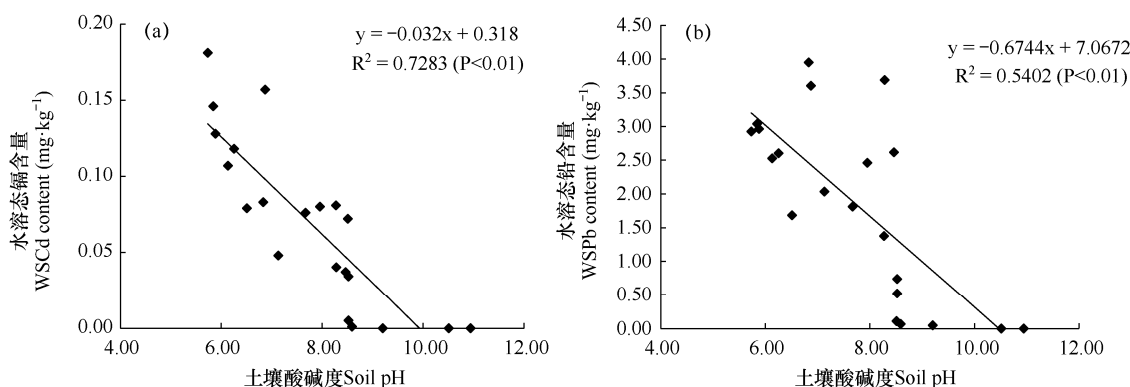 (a)
y = −0.032x + 0.318
R² = 0.7283 (P<0.01)
0.20
0.15
0.10
0.05
0.00
4.00 6.00 8.00 10.00 12.00
水溶态镉含量
WSCd content (mg·kg⁻¹)
土壤酸碱度Soil pH
(b)
y = −0.6744x + 7.0672
R² = 0.5402 (P<0.01)
4.50
4.00
3.50
3.00
2.50
2.00
1.50
1.00
0.50
0.00
4.00 6.00 8.00 10.00 12.00
水溶态铅含量
WSPb content (mg·kg⁻¹)
土壤酸碱度Soil pH